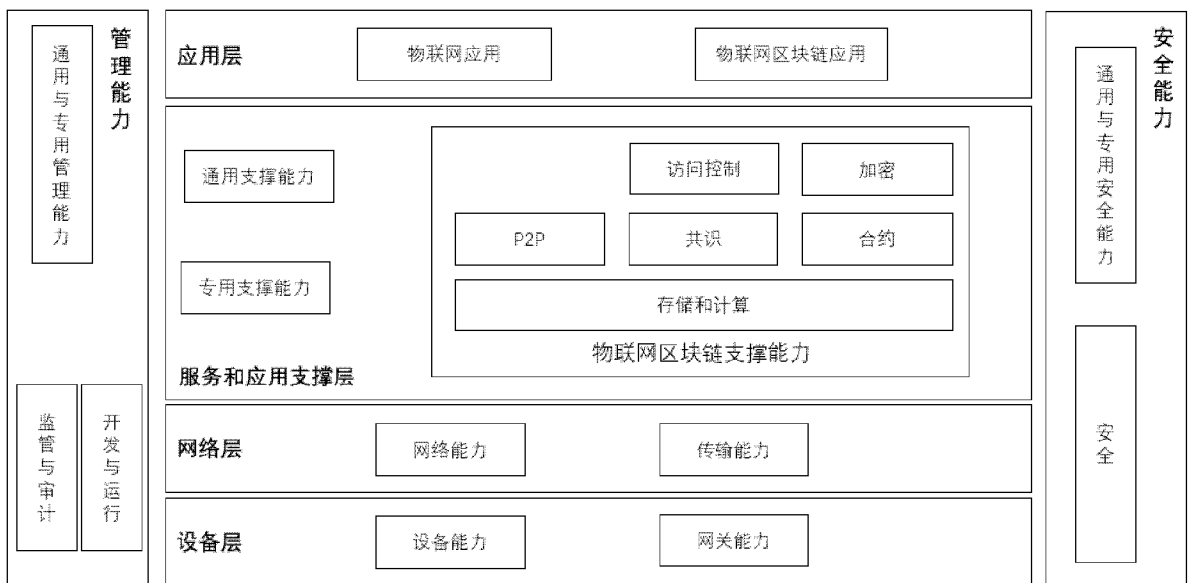 管理能力
通用与专用管理能力
监管与审计
开发与运行
应用层
物联网应用
物联网区块链应用
通用支撑能力
专用支撑能力
访问控制
加密
P2P
共识
合约
存储和计算
物联网区块链支撑能力
服务和应用支撑层
网络层
网络能力
传输能力
设备层
设备能力
网关能力
安全能力
通用与专用安全能力
安全